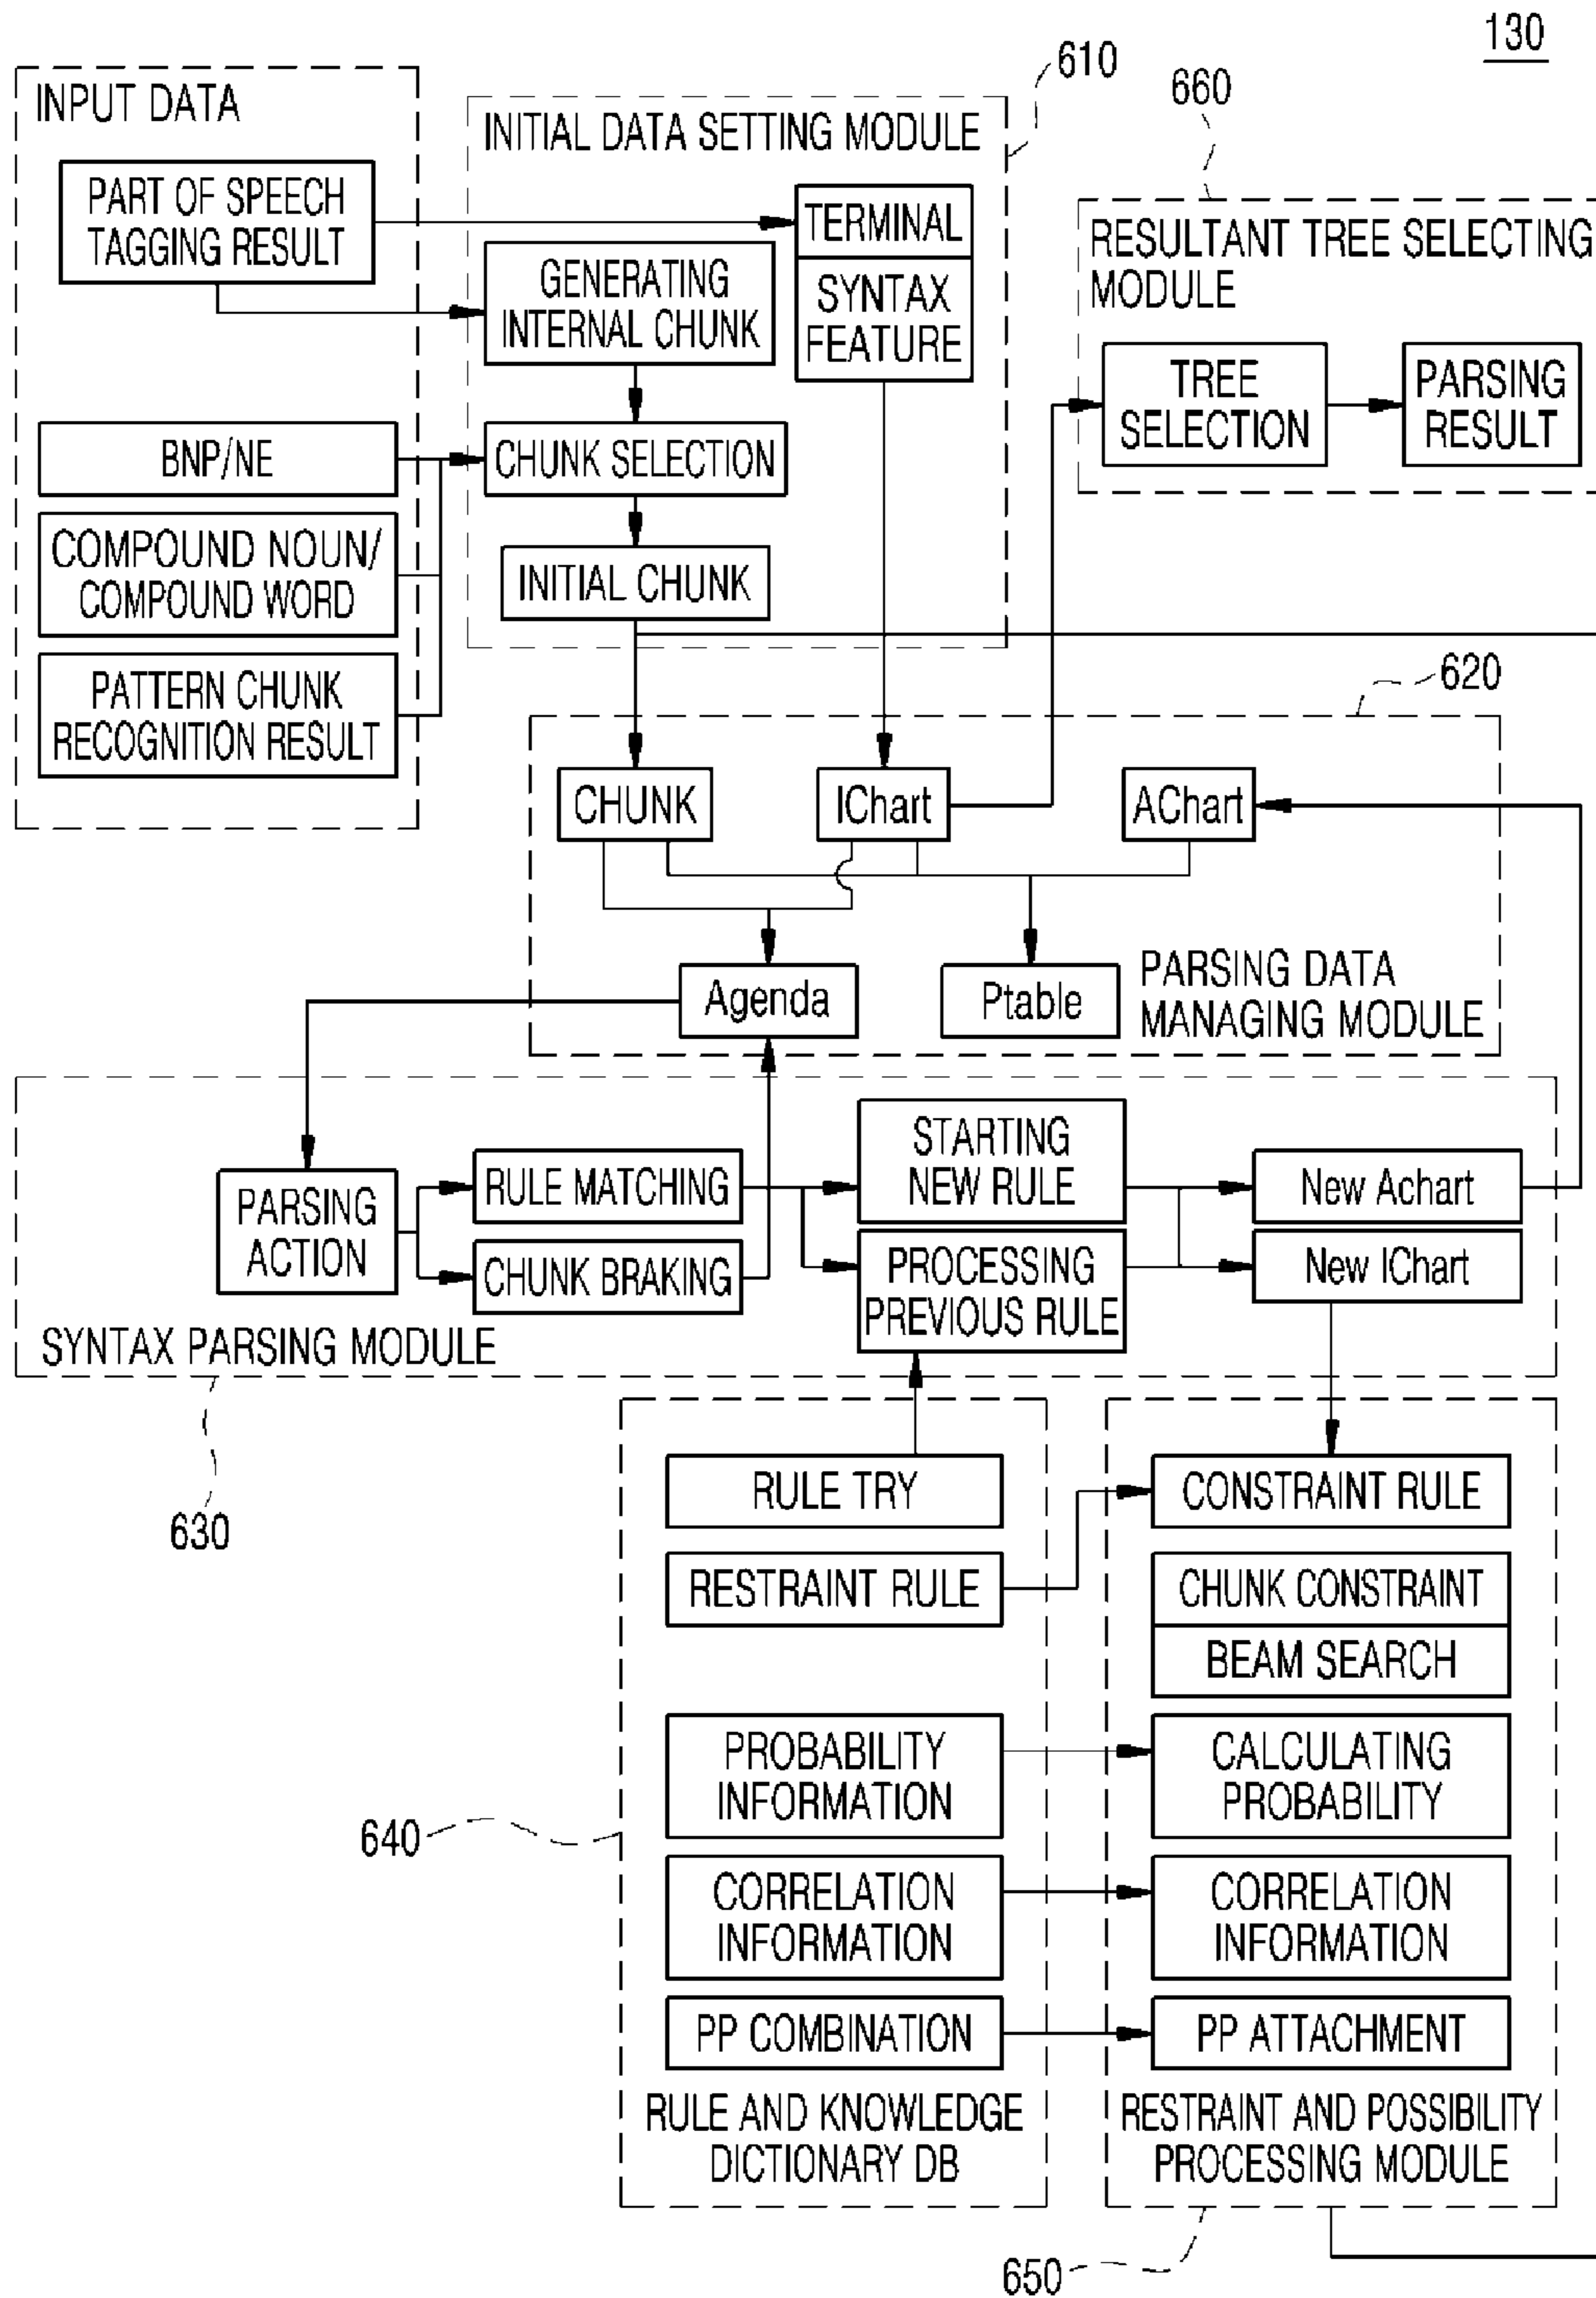 130
610
660
INPUT DATA
PART OF SPEECH
TAGGING RESULT
BNP/NE
COMPOUND NOUN/
COMPOUND WORD
PATTERN CHUNK
RECOGNITION RESULT
INITIAL DATA SETTING MODULE
TERMINAL
SYNTAX
FEATURE
GENERATING
INTERNAL CHUNK
CHUNK SELECTION
INITIAL CHUNK
RESULTANT TREE SELECTING
MODULE
TREE
SELECTION
PARSING
RESULT
620
CHUNK
IChart
AChart
Agenda
Ptable
PARSING DATA
MANAGING MODULE
PARSING
ACTION
RULE MATCHING
CHUNK BRAKING
STARTING
NEW RULE
PROCESSING
PREVIOUS RULE
New Achart
New IChart
SYNTAX PARSING MODULE
630
RULE TRY
RESTRAINT RULE
PROBABILITY
INFORMATION
CORRELATION
INFORMATION
PP COMBINATION
RULE AND KNOWLEDGE
DICTIONARY DB
640
CONSTRAINT RULE
CHUNK CONSTRAINT
BEAM SEARCH
CALCULATING
PROBABILITY
CORRELATION
INFORMATION
PP ATTACHMENT
RESTRAINT AND POSSIBILITY
PROCESSING MODULE
650